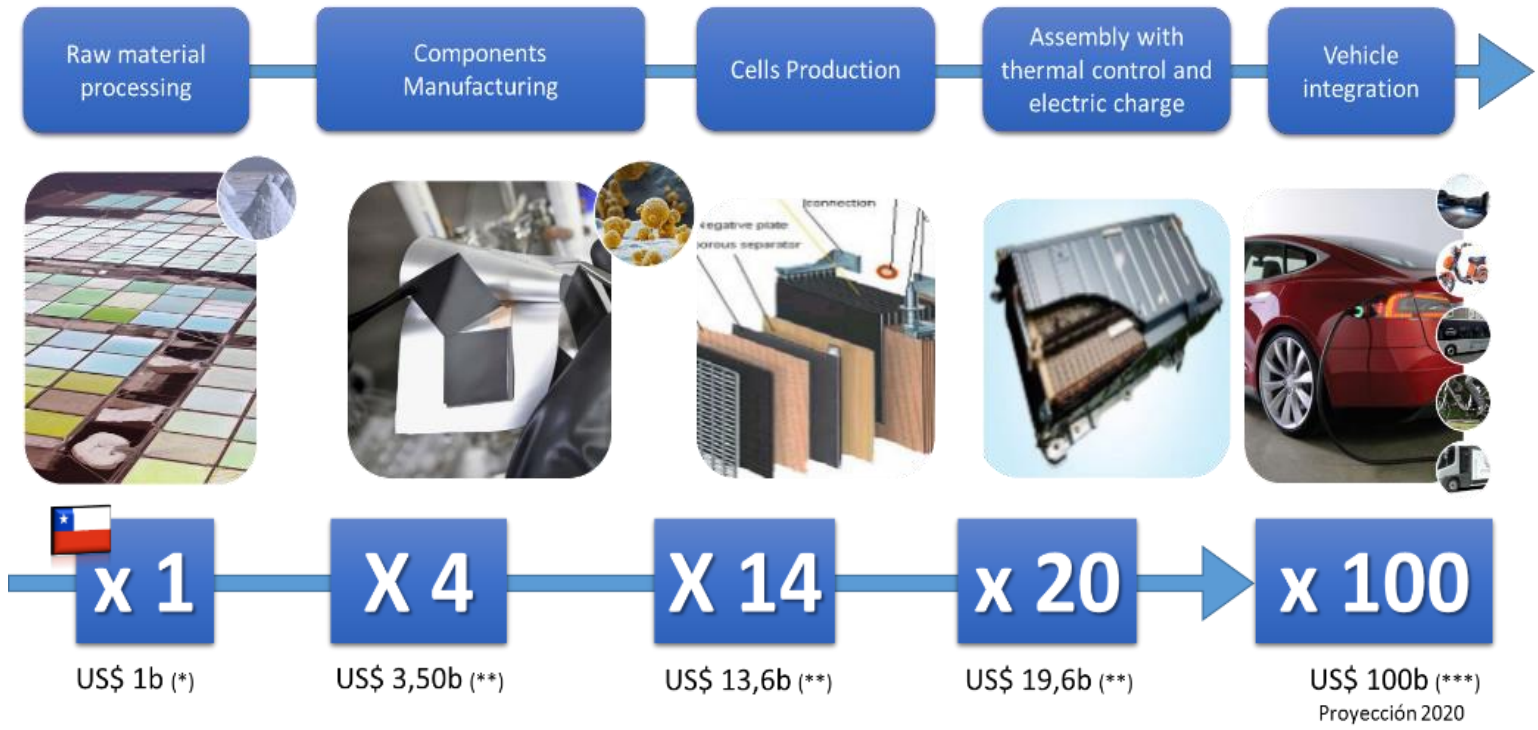 Raw material
processing
Components
Manufacturing
Cells Production
Assembly with
thermal control and
electric charge
Vehicle
integration
connection
Negative plate
porous separator
x 1
X 4
X 14
x 20
x 100
US$ 1b (*)
US$ 3,50b (**)
US$ 13,6b (**)
US$ 19,6b (**)
US$ 100b (***)
Proyección 2020